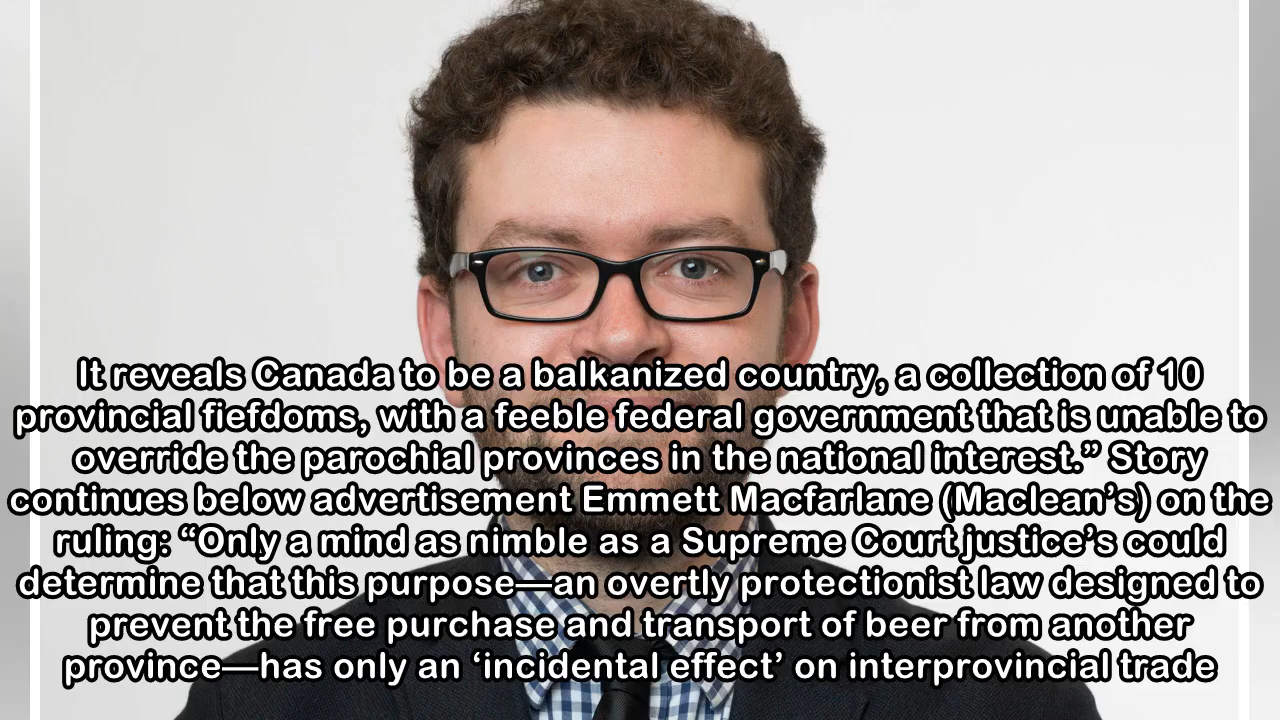 It reveals Canada to be a balkanized country, a collection of 10
provincial fiefdoms, with a feeble federal government that is unable to
override the parochial provinces in the national interest.” Story
continues below advertisement Emmett Macfarlane (Maclean’s) on the
ruling: “Only a mind as nimble as a Supreme Court justice’s could
determine that this purpose—an overtly protectionist law designed to
prevent the free purchase and transport of beer from another
province—has only an ‘incidental effect’ on interprovincial trade